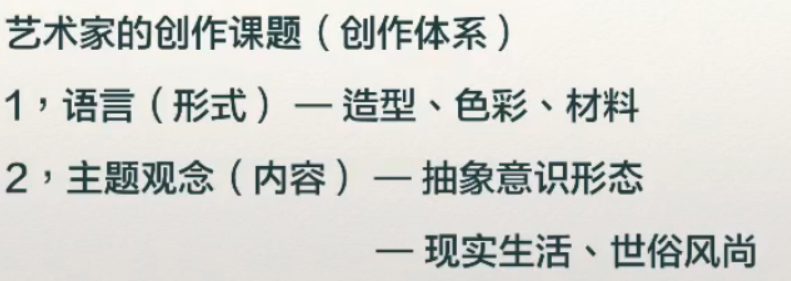 艺术家的创作课题（创作体系）
1，语言（形式）— 造型、色彩、材料
2，主题观念（内容）— 抽象意识形态
— 现实生活、世俗风尚